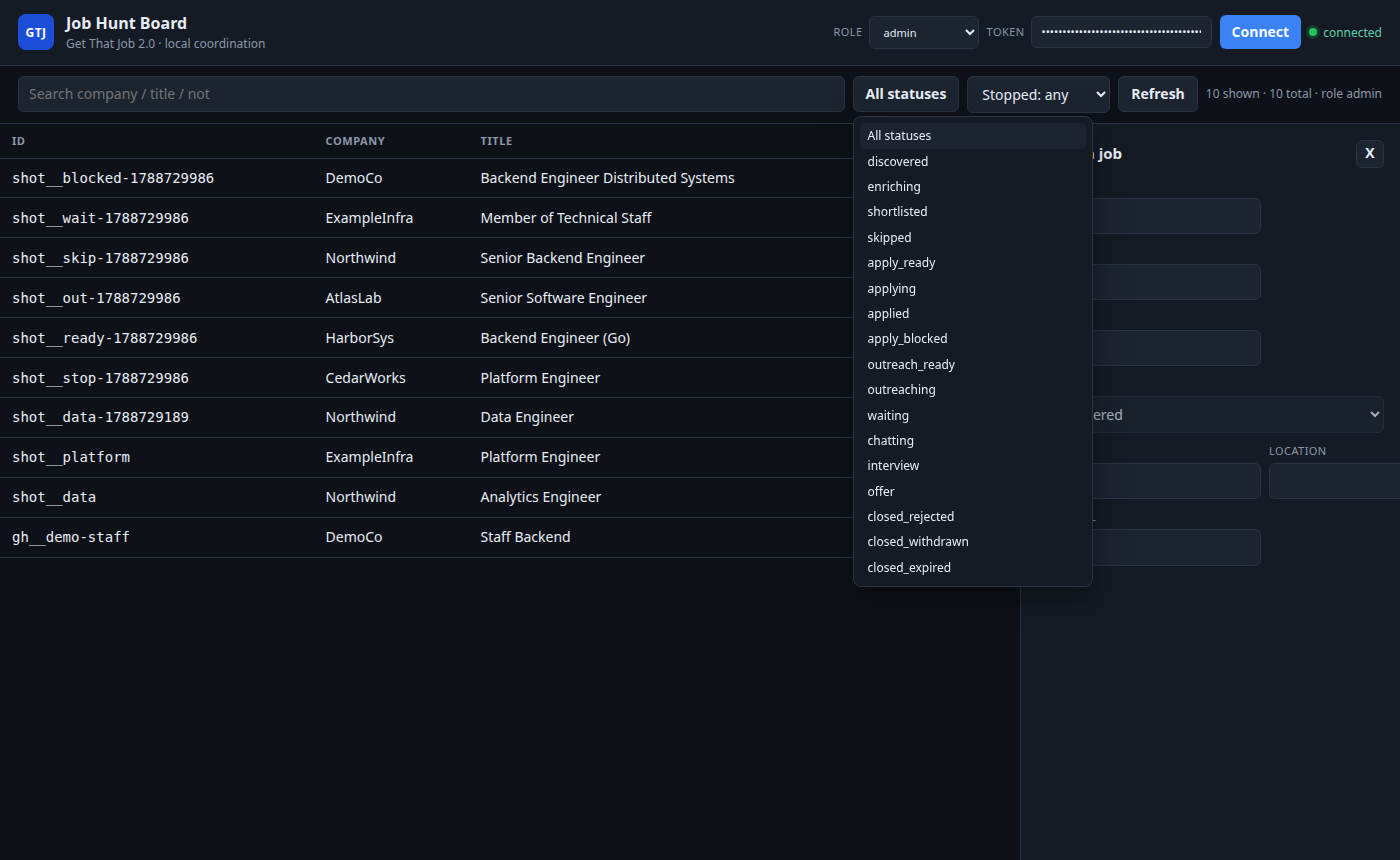 GTJ
Job Hunt Board
Get That Job 2.0 · local coordination
ROLE admin TOKEN Connect connected
Search company / title / not All statuses Stopped: any Refresh 10 shown · 10 total · role admin
ID COMPANY TITLE
shot__blocked-1788729986 DemoCo Backend Engineer Distributed Systems
shot__wait-1788729986 ExampleInfra Member of Technical Staff
shot__skip-1788729986 Northwind Senior Backend Engineer
shot__out-1788729986 AtlasLab Senior Software Engineer
shot__ready-1788729986 HarborSys Backend Engineer (Go)
shot__stop-1788729986 CedarWorks Platform Engineer
shot__data-1788729189 Northwind Data Engineer
shot__platform ExampleInfra Platform Engineer
shot__data Northwind Analytics Engineer
gh__demo-staff DemoCo Staff Backend
All statuses
discovered
enriching
shortlisted
skipped
apply_ready
applying
applied
apply_blocked
outreach_ready
outreaching
waiting
chatting
interview
offer
closed_rejected
closed_withdrawn
closed_expired
job X
ered
LOCATION